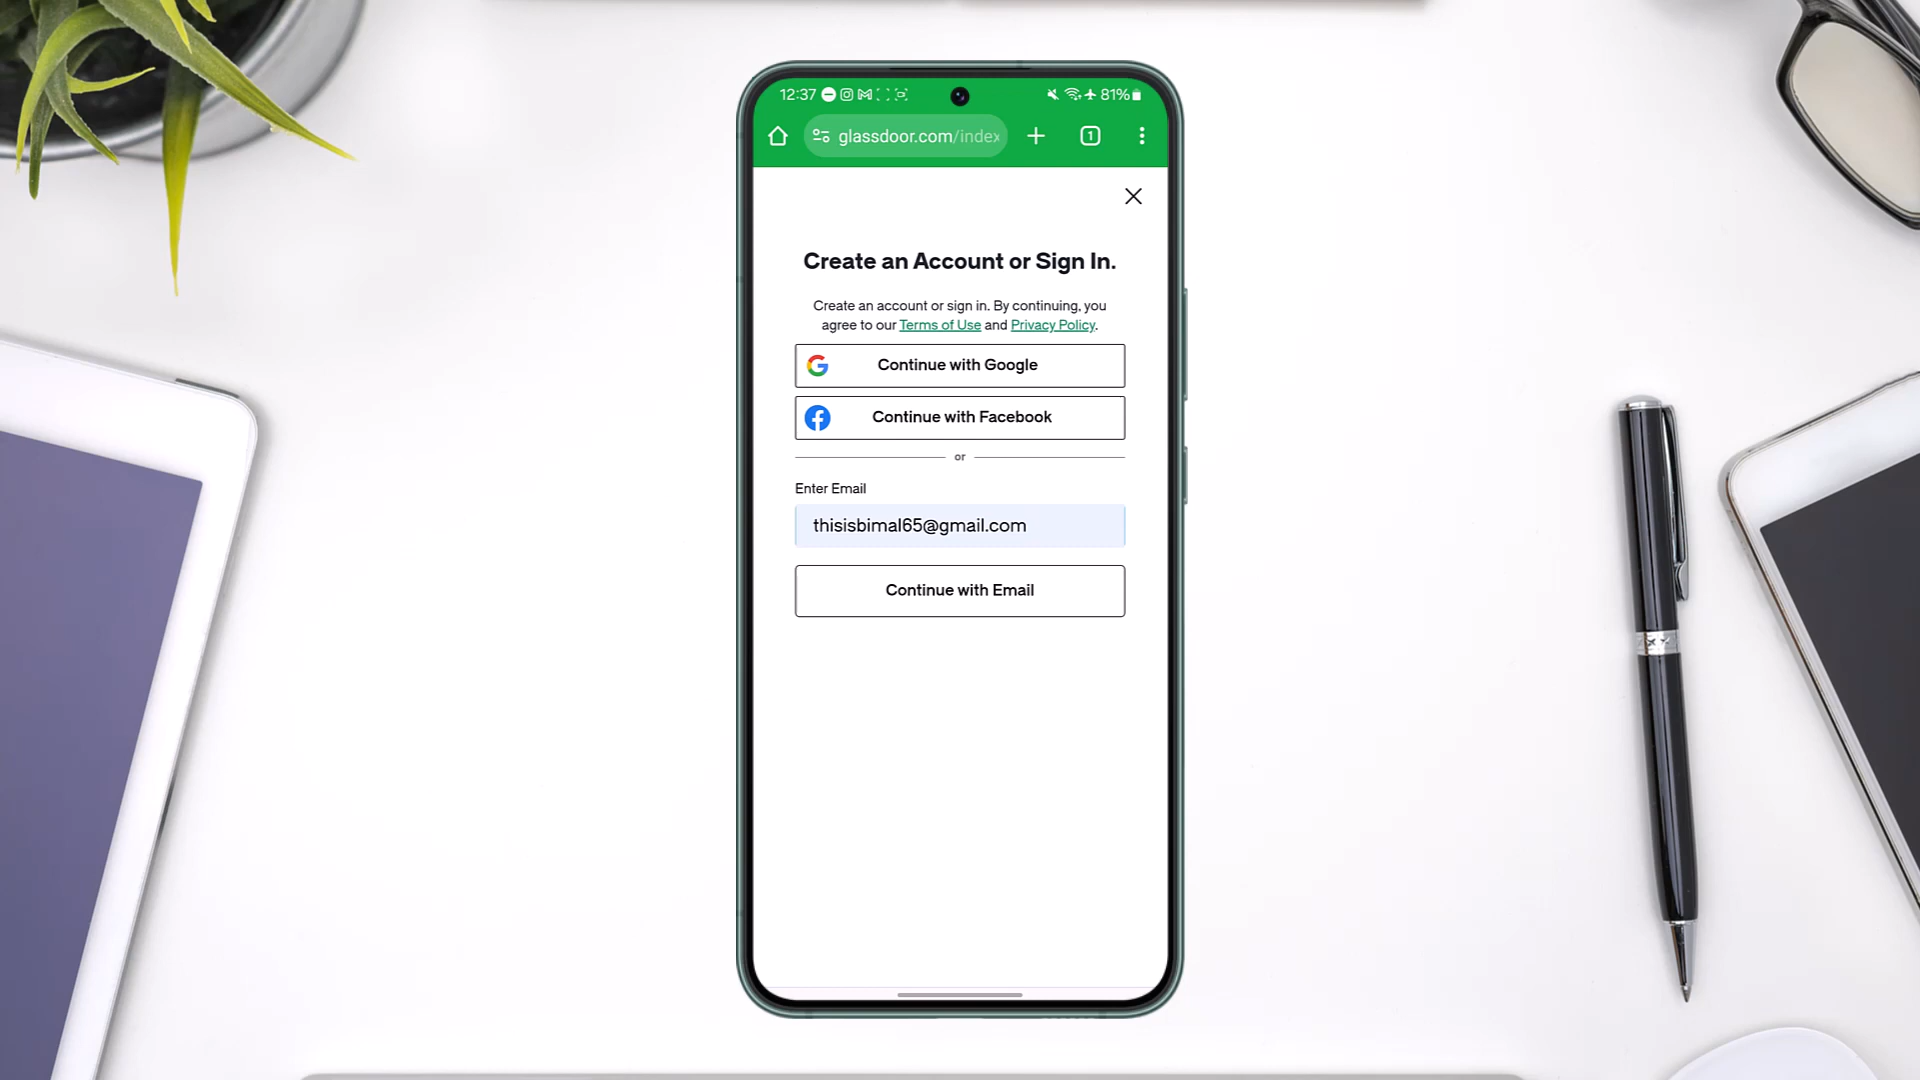 12:37
81%
glassdoor.com/index
1
Create an Account or Sign In.
Create an account or sign in. By continuing, you
agree to our Terms of Use and Privacy Policy.
Continue with Google
Continue with Facebook
or
Enter Email
thisisbimal65@gmail.com
Continue with Email